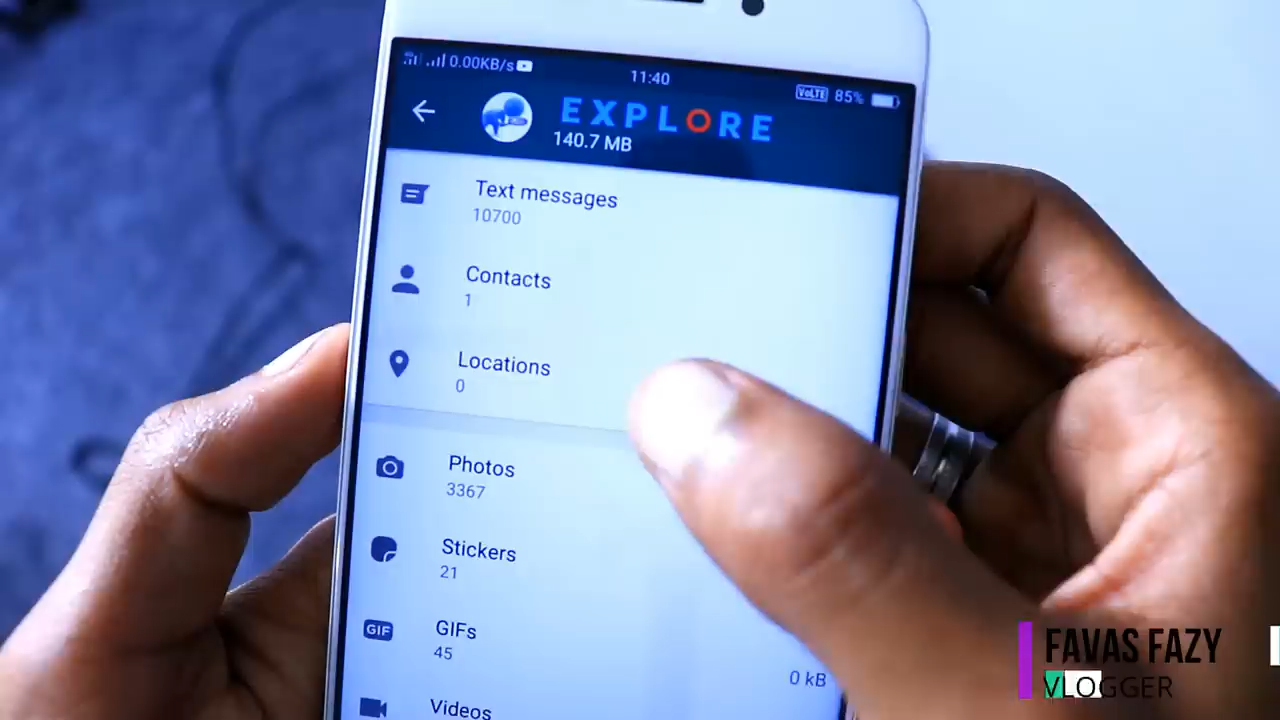 0.00KB/s
11:40
VoLTE 85%
EXPLORE
140.7 MB
Text messages
10700
Contacts
1
Locations
0
Photos
3367
Stickers
21
GIF
GIFs
45
0 kB
Videos
FAVAS FAZY
VLOGGER